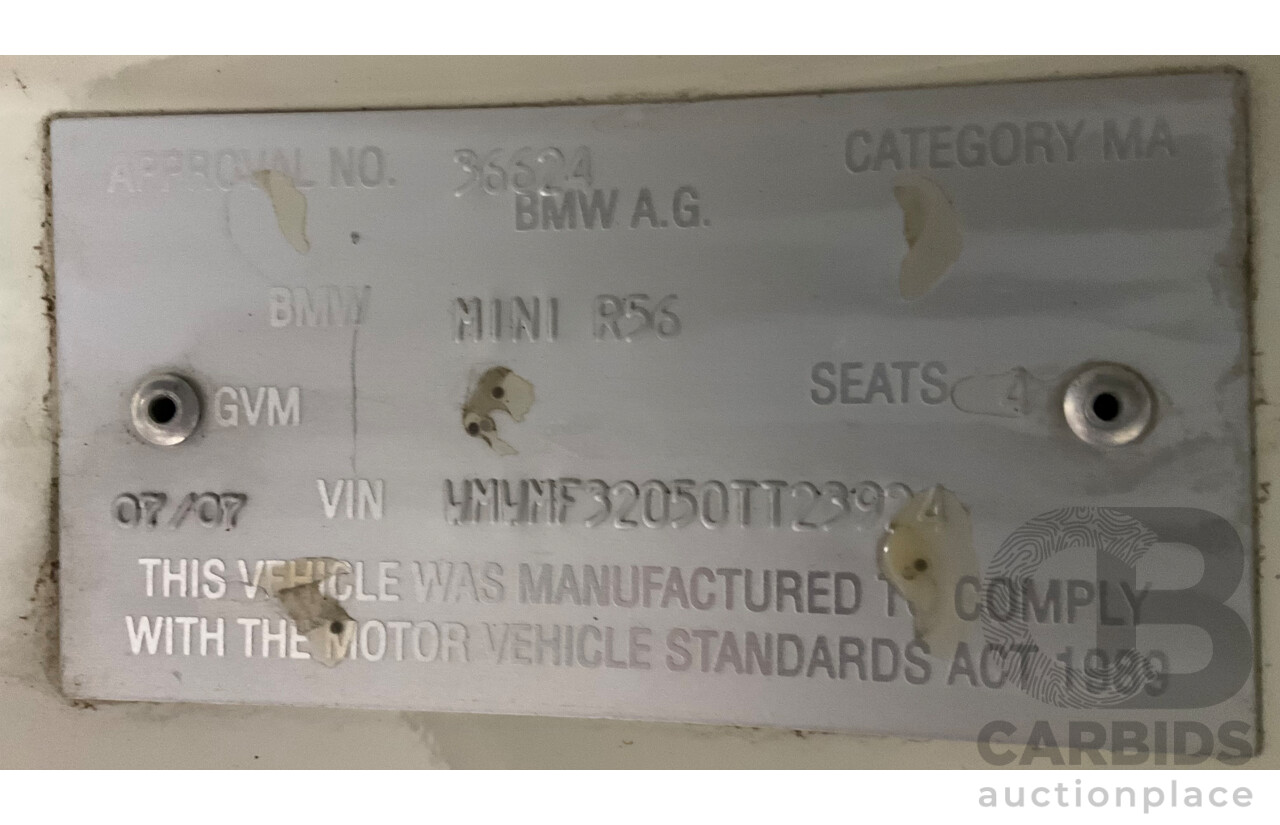 APPROVAL NO. 36624 CATEGORY MA
BMW A.G.
BMW MINI R56
GVM SEATS 4
07/07 VIN
THIS VEHICLE WAS MANUFACTURED TO COMPLY
WITH THE MOTOR VEHICLE STANDARDS ACT 1989
CB
CARBIDS
auctionplace